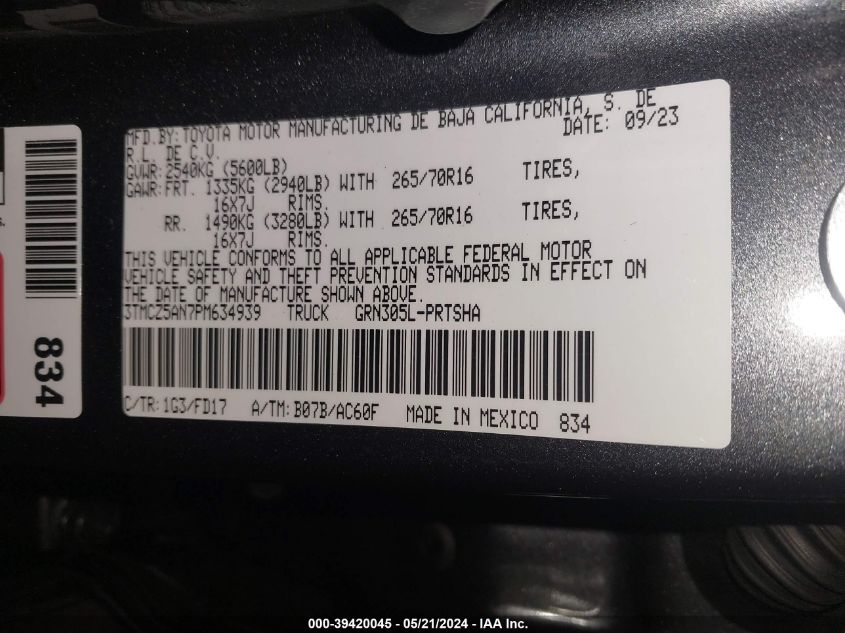 MFD.BY:TOYOTA MOTOR MANUFACTURING DE BAJA CALIFORNIA, S. DE
R.L. DE C.V. DATE: 09/23
GVWR:2540KG (5600LB)
GAWR:FRT. 1335KG (2940LB) WITH 265/70R16 TIRES,
16X7J RIMS.
RR. 1490KG (3280LB) WITH 265/70R16 TIRES,
16X7J RIMS.
THIS VEHICLE CONFORMS TO ALL APPLICABLE FEDERAL MOTOR
VEHICLE SAFETY AND THEFT PREVENTION STANDARDS IN EFFECT ON
THE DATE OF MANUFACTURE SHOWN ABOVE.
3TMCZ5AN7PM634939 TRUCK GRN305L-PRTSHA
C/TR:1G3/FD17 A/TM:B07B/AC60F MADE IN MEXICO 834
834
000-39420045 - 05/21/2024 - IAA Inc.